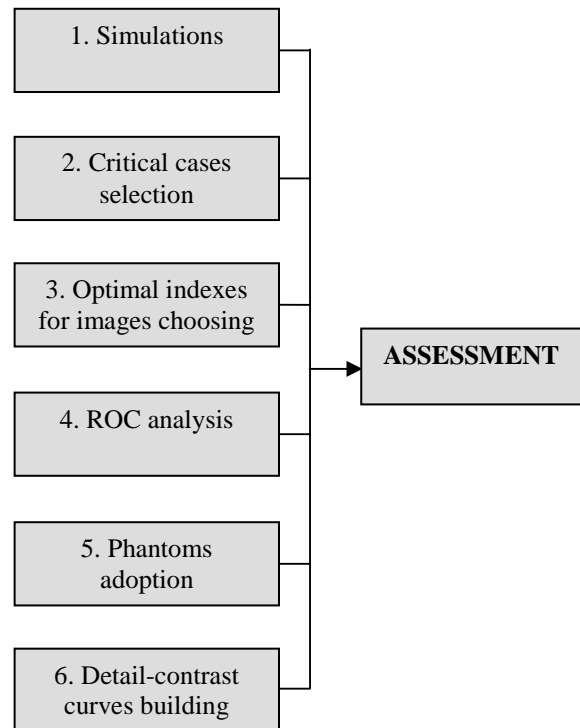 1. Simulations
2. Critical cases
selection
3. Optimal indexes
for images choosing
ASSESSMENT
4. ROC analysis
5. Phantoms
adoption
6. Detail-contrast
curves building